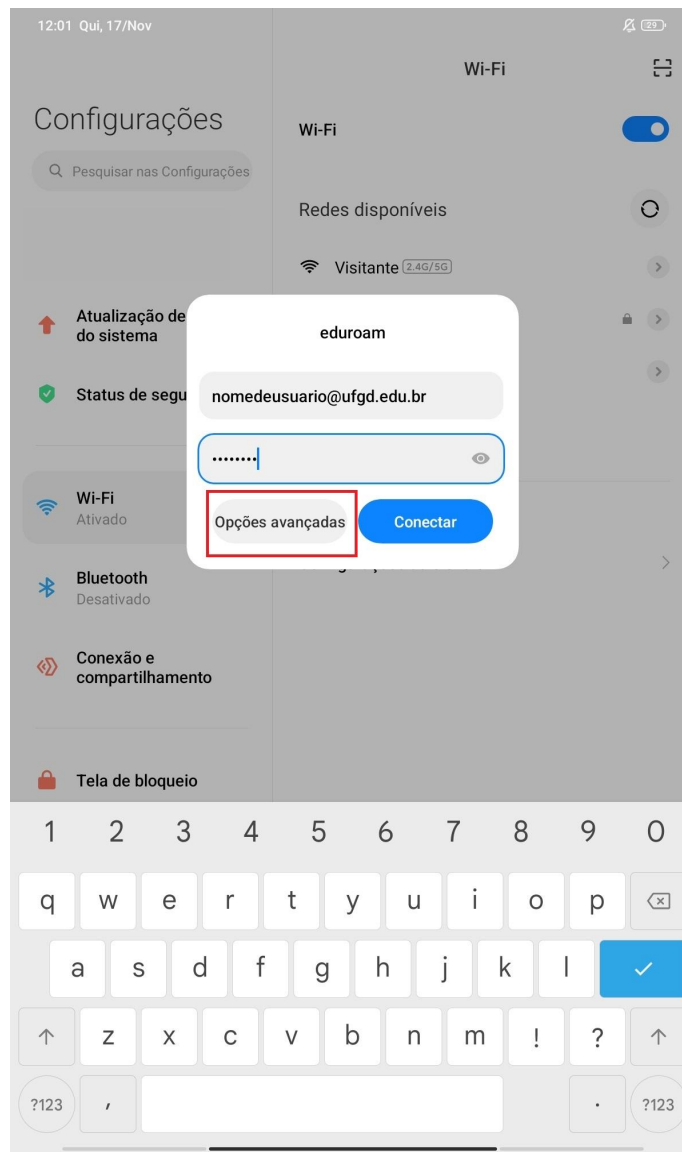 12:01 Qui, 17/Nov
29
Wi-Fi
Configurações
Wi-Fi
Pesquisar nas Configurações
Redes disponíveis
Visitante 2.4G/5G
Atualização de
do sistema
eduroam
Status de segu
nomedeusuario@ufgd.edu.br
••••••••
Wi-Fi
Ativado
Opções avançadas
Conectar
Bluetooth
Desativado
Conexão e
compartilhamento
Tela de bloqueio
1 2 3 4 5 6 7 8 9 0
q w e r t y u i o p
a s d f g h j k l
z x c v b n m ! ?
?123 , . ?123